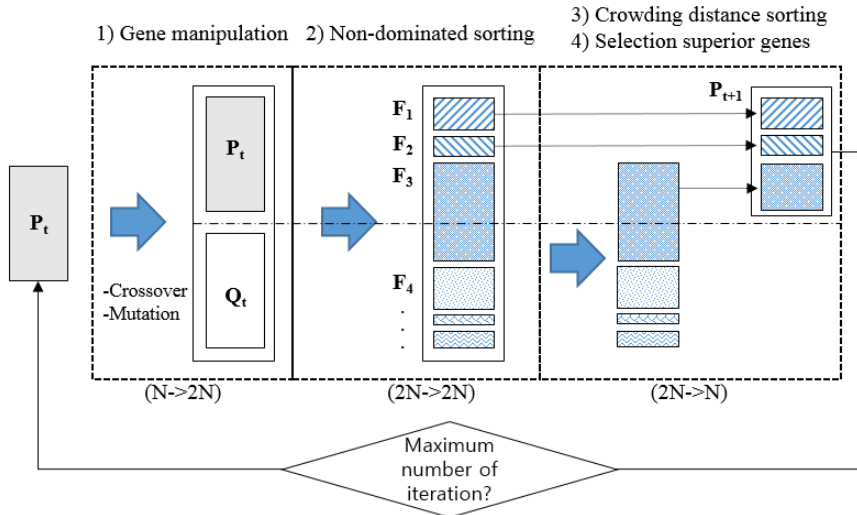 1) Gene manipulation
2) Non-dominated sorting
3) Crowding distance sorting
4) Selection superior genes
Pt
-Crossover
-Mutation
Pt
Qt
F1
F2
F3
F4
.
.
.
Pt+1
(N->2N)
(2N->2N)
(2N->N)
Maximum
number of
iteration?